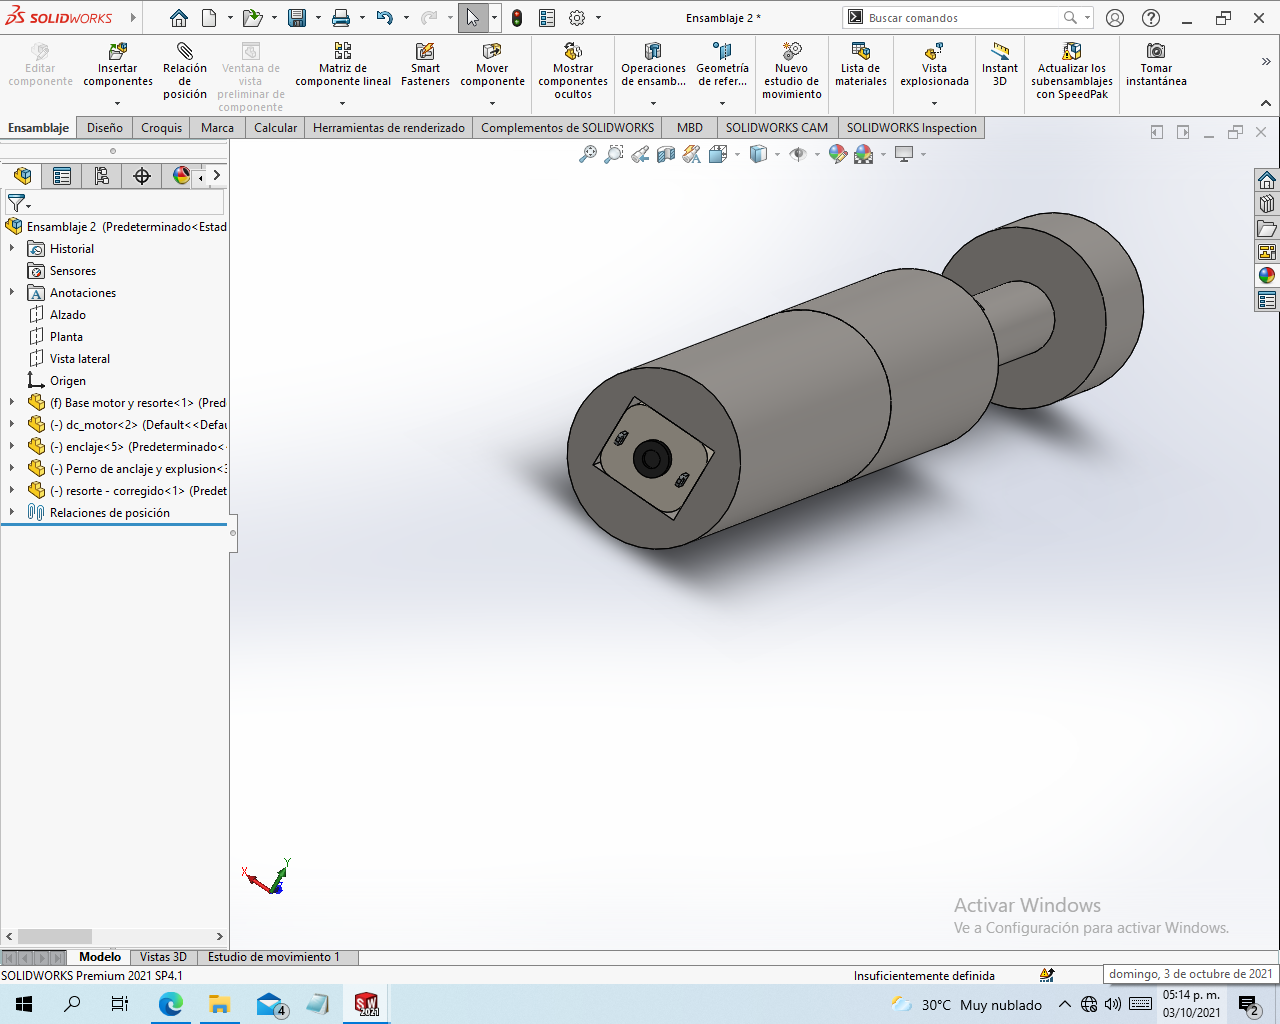 SOLIDWORKS
Ensamblaje 2 *
Buscar comandos
Editar componente
Insertar componentes
Relación de posición
Ventana de vista preliminar de componente
Matriz de componente lineal
Smart Fasteners
Mover componente
Mostrar componentes ocultos
Operaciones de ensamb...
Geometría de refer...
Nuevo estudio de movimiento
Lista de materiales
Vista explosionada
Instant 3D
Actualizar los subensamblajes con SpeedPak
Tomar instantánea
Ensamblaje
Diseño
Croquis
Marca
Calcular
Herramientas de renderizado
Complementos de SOLIDWORKS
MBD
SOLIDWORKS CAM
SOLIDWORKS Inspection
Ensamblaje 2 (Predeterminado<Estad
Historial
Sensores
Anotaciones
Alzado
Planta
Vista lateral
Origen
(f) Base motor y resorte<1> (Pred
(-) dc_motor<2> (Default<<Defau
(-) enclaje<5> (Predeterminado<
(-) Perno de anclaje y explusion<3
(-) resorte - corregido<1> (Predet
Relaciones de posición
X
Y
Activar Windows
Ve a Configuración para activar Windows.
Modelo
Vistas 3D
Estudio de movimiento 1
SOLIDWORKS Premium 2021 SP4.1
Insuficientemente definida
domingo, 3 de octubre de 2021
4
SW
2021
30°C Muy nublado
05:14 p. m.
03/10/2021
2